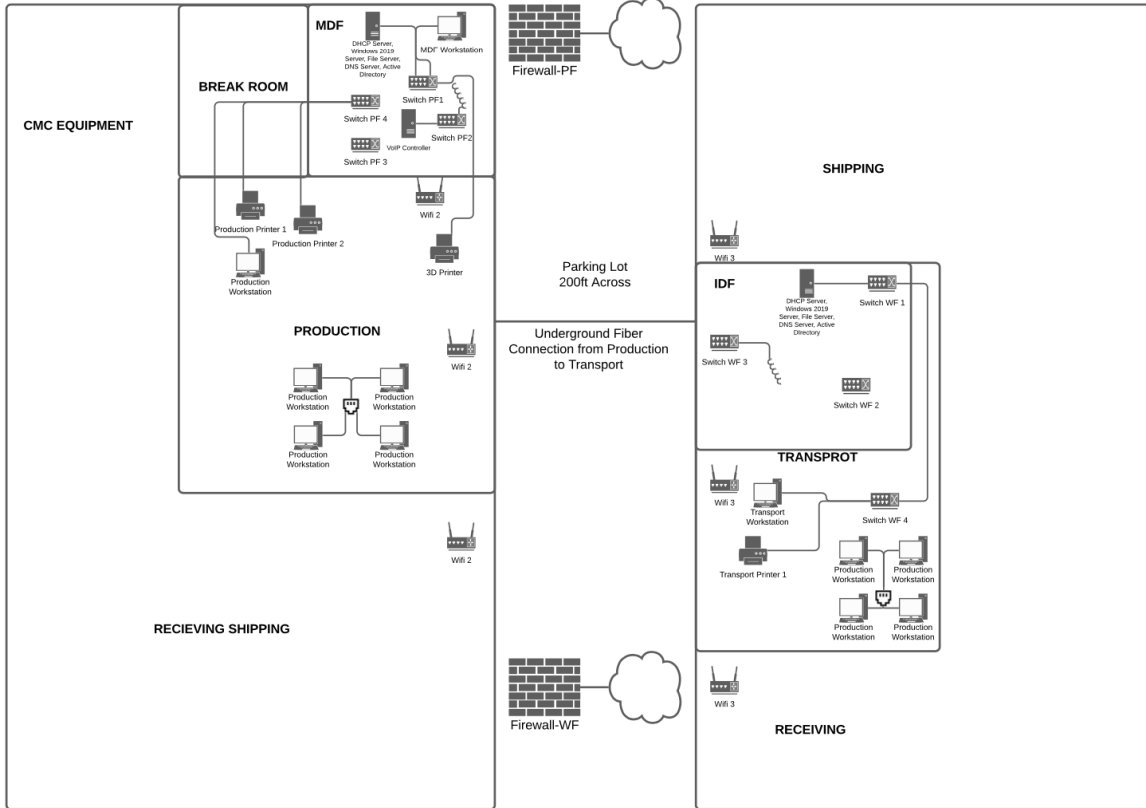 MDF
DHCP Server,
Windows 2019
Server, File Server,
DNS Server, Active
DIrectory
MDF Workstation
Switch PF1
BREAK ROOM
Switch PF 4
Switch PF2
VoIP Controller
Switch PF 3
CMC EQUIPMENT
Firewall-PF
SHIPPING
Wifi 2
Production Printer 1
Production Printer 2
3D Printer
Production
Workstation
Parking Lot
200ft Across
Wifi 3
IDF
DHCP Server,
Windows 2019
Server, File Server,
DNS Server, Active
DIrectory
Switch WF 1
Switch WF 3
Switch WF 2
PRODUCTION
Underground Fiber
Connection from Production
to Transport
Wifi 2
Production
Workstation
Production
Workstation
Production
Workstation
Production
Workstation
TRANSPROT
Wifi 3
Transport
Workstation
Switch WF 4
Transport Printer 1
Production
Workstation
Production
Workstation
Production
Workstation
Production
Workstation
Wifi 2
RECIEVING SHIPPING
Firewall-WF
Wifi 3
RECEIVING